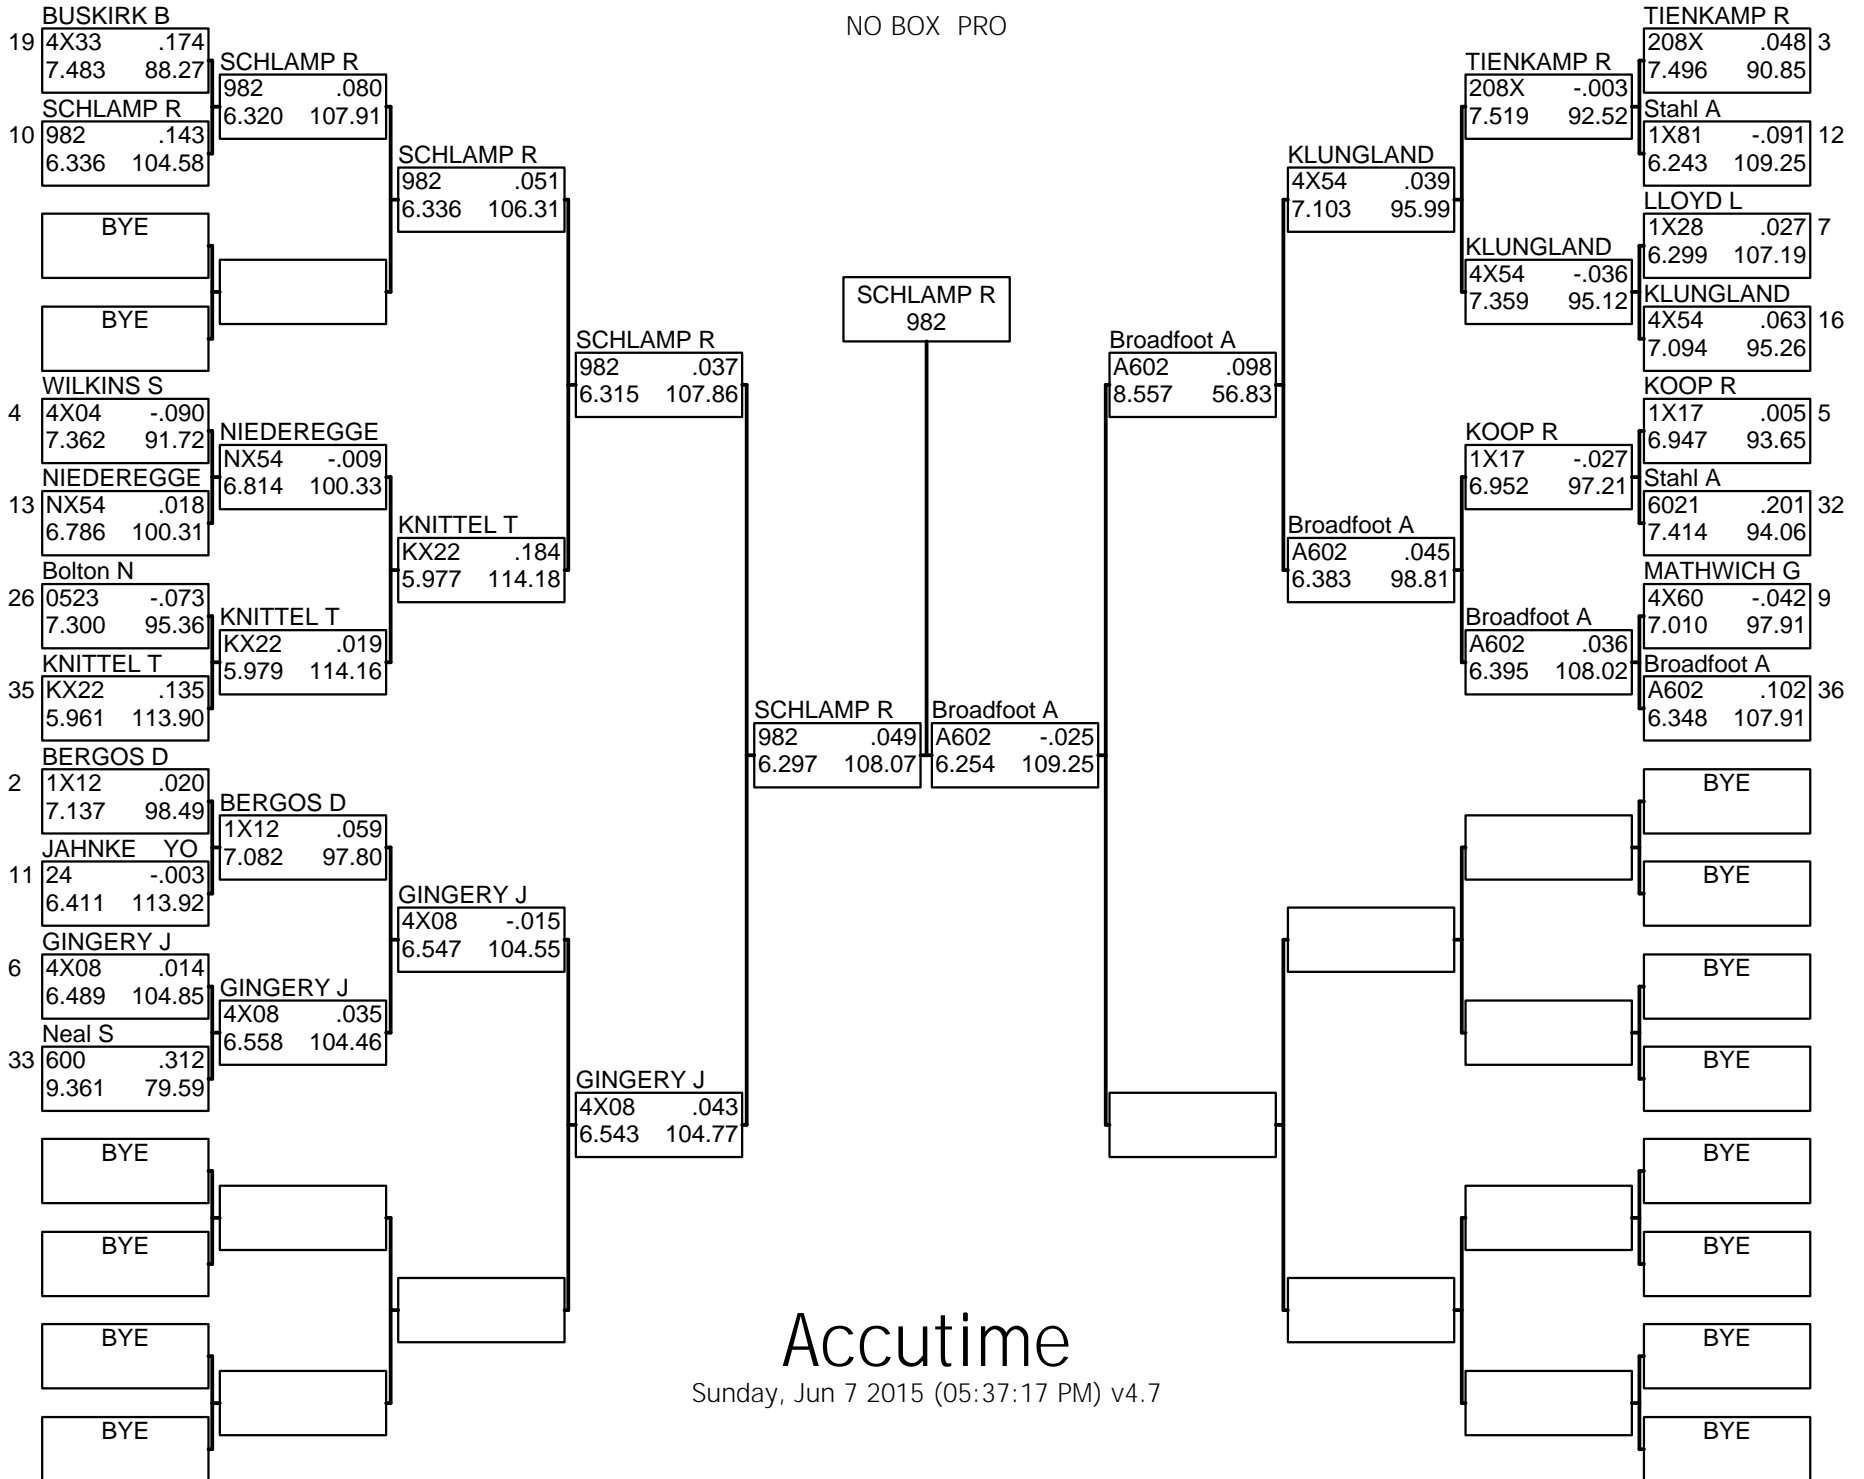 NO BOX PRO
BUSKIRK B
19 4X33 .174
7.483 88.27
SCHLAMP R
10 982 .143
6.336 104.58
BYE
BYE
WILKINS S
4 4X04 -.090
7.362 91.72
NIEDEREGGE
13 NX54 .018
6.786 100.31
Bolton N
26 0523 -.073
7.300 95.36
KNITTEL T
35 KX22 .135
5.961 113.90
BERGOS D
2 1X12 .020
7.137 98.49
JAHNKE YO
11 24 -.003
6.411 113.92
GINGERY J
6 4X08 .014
6.489 104.85
Neal S
33 600 .312
9.361 79.59
BYE
BYE
BYE
BYE
SCHLAMP R
982 .080
6.320 107.91
NIEDEREGGE
NX54 -.009
6.814 100.33
KNITTEL T
KX22 .019
5.979 114.16
BERGOS D
1X12 .059
7.082 97.80
GINGERY J
4X08 .035
6.558 104.46
SCHLAMP R
982 .051
6.336 106.31
KNITTEL T
KX22 .184
5.977 114.18
GINGERY J
4X08 -.015
6.547 104.55
SCHLAMP R
982 .037
6.315 107.86
GINGERY J
4X08 .043
6.543 104.77
SCHLAMP R
982 .049
6.297 108.07
SCHLAMP R
982
Broadfoot A
A602 -.025
6.254 109.25
Broadfoot A
A602 .098
8.557 56.83
KLUNGLAND
4X54 .039
7.103 95.99
Broadfoot A
A602 .045
6.383 98.81
TIENKAMP R
208X -.003
7.519 92.52
KLUNGLAND
4X54 -.036
7.359 95.12
KOOP R
1X17 -.027
6.952 97.21
Broadfoot A
A602 .036
6.395 108.02
TIENKAMP R
208X .048 3
7.496 90.85
Stahl A
1X81 -.091 12
6.243 109.25
LLOYD L
1X28 .027 7
6.299 107.19
KLUNGLAND
4X54 .063 16
7.094 95.26
KOOP R
1X17 .005 5
6.947 93.65
Stahl A
6021 .201 32
7.414 94.06
MATHWICH G
4X60 -.042 9
7.010 97.91
Broadfoot A
A602 .102 36
6.348 107.91
BYE
BYE
BYE
BYE
BYE
BYE
BYE
BYE
Accutime
Sunday, Jun 7 2015 (05:37:17 PM) v4.7